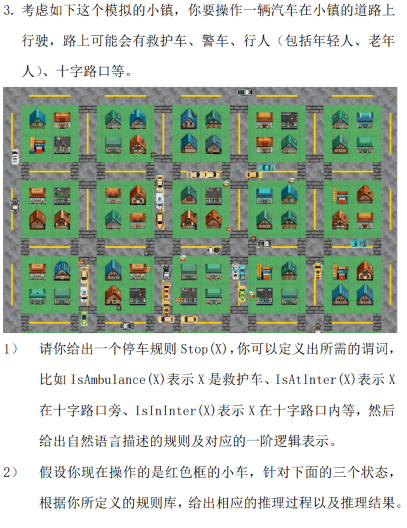 3. 考虑如下这个模拟的小镇，你要操作一辆汽车在小镇的道路上
行驶，路上可能会有救护车、警车、行人（包括年轻人、老年
人）、十字路口等。
1） 请你给出一个停车规则 Stop(X)，你可以定义出所需的谓词，
比如 IsAmbulance(X)表示 X 是救护车、IsAtInter(X)表示 X
在十字路口旁、IsInInter(X)表示 X 在十字路口内等，然后
给出自然语言描述的规则及对应的一阶逻辑表示。
2） 假设你现在操作的是红色框的小车，针对下面的三个状态，
根据你所定义的规则库，给出相应的推理过程以及推理结果。